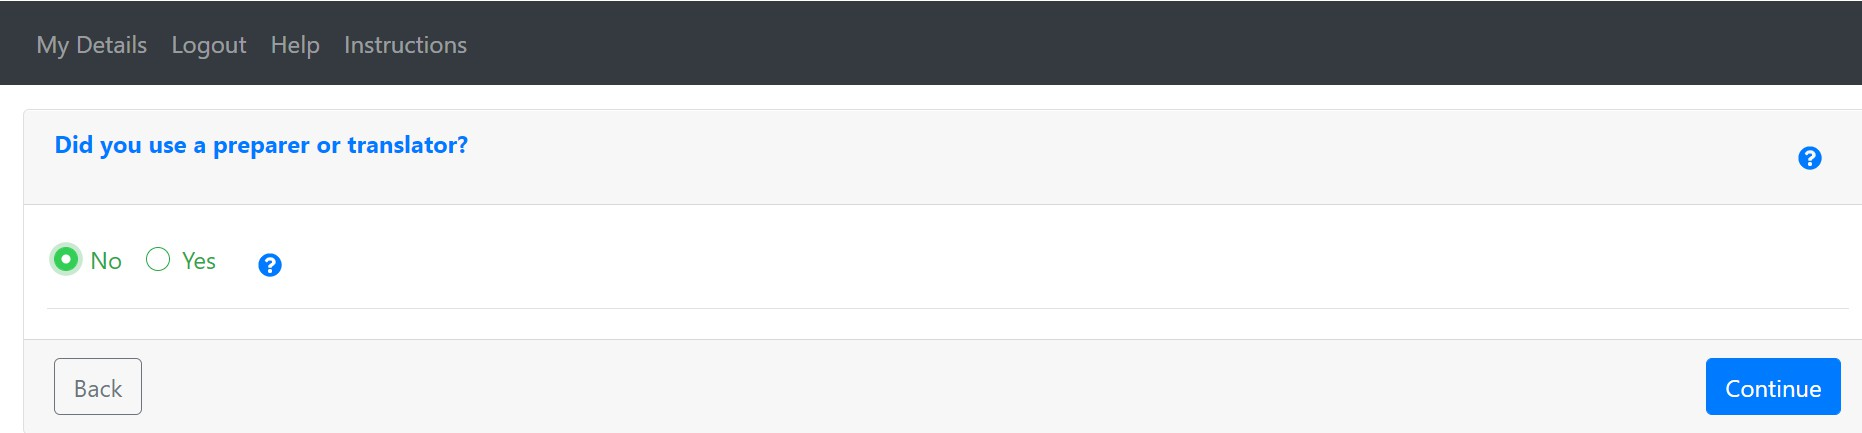 My Details Logout Help Instructions
Did you use a preparer or translator?
?
No Yes ?
Back Continue